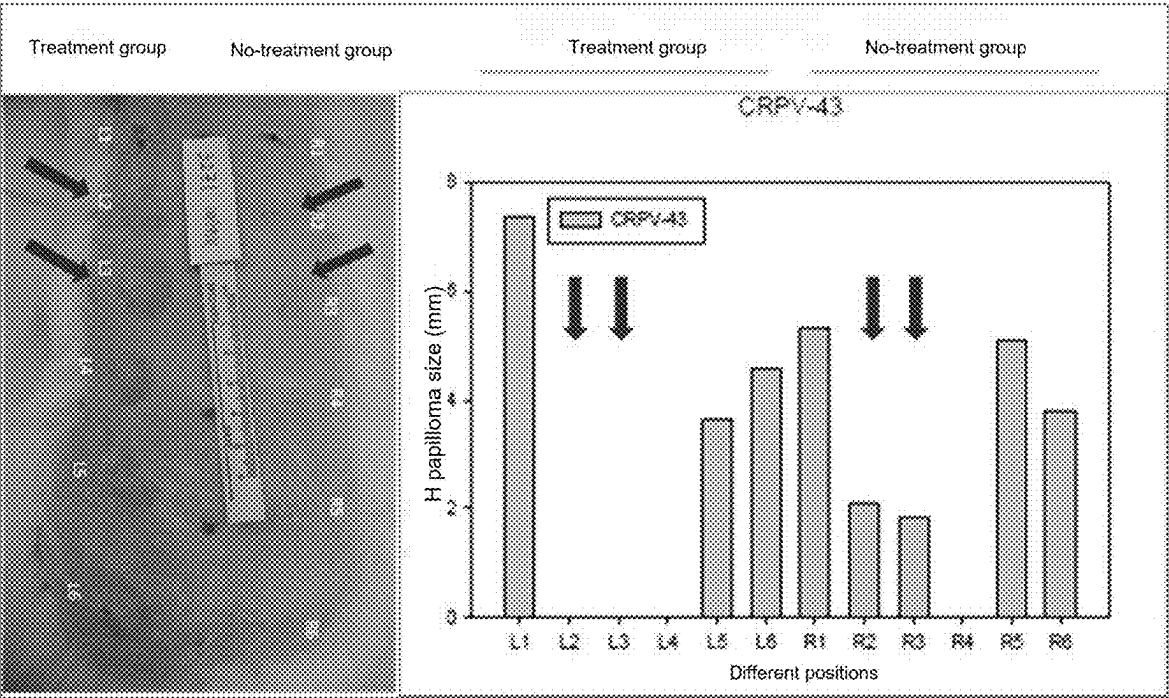 Treatment group
No-treatment group
Treatment group
No-treatment group
CRPV-43
8
CRPV-43
6
4
2
0
H papilloma size (mm)
L1 L2 L3 L4 L5 L6 R1 R2 R3 R4 R5 R6
Different positions